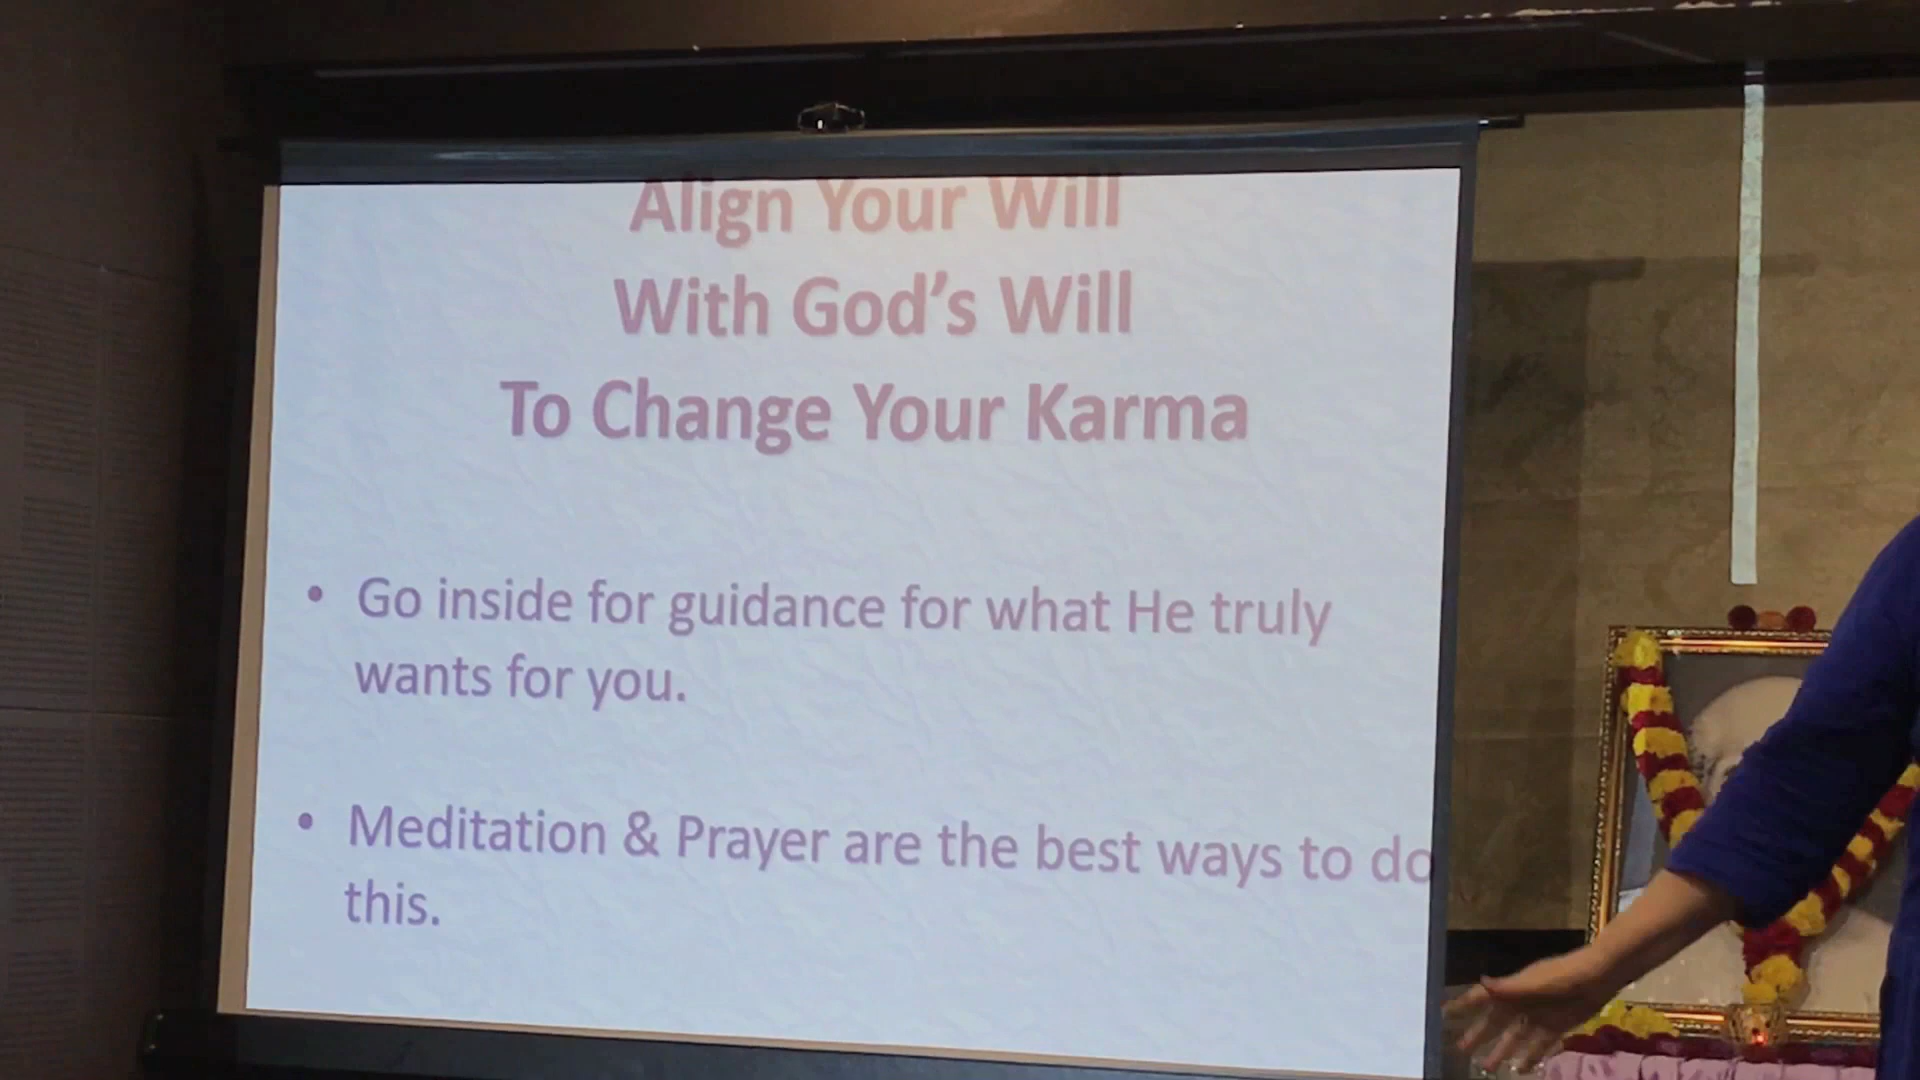 Align Your Will
With God's Will
To Change Your Karma
• Go inside for guidance for what He truly
wants for you.
• Meditation & Prayer are the best ways to do
this.